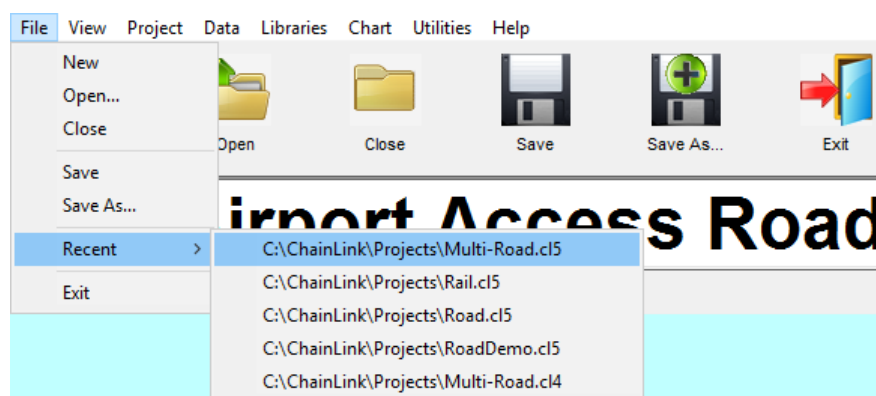 File View Project Data Libraries Chart Utilities Help
New
Open...
Close
Save
Save As...
Recent >
Exit
Open Close Save Save As... Exit
irport Access Road
C:\ChainLink\Projects\Multi-Road.cl5
C:\ChainLink\Projects\Rail.cl5
C:\ChainLink\Projects\Road.cl5
C:\ChainLink\Projects\RoadDemo.cl5
C:\ChainLink\Projects\Multi-Road.cl4